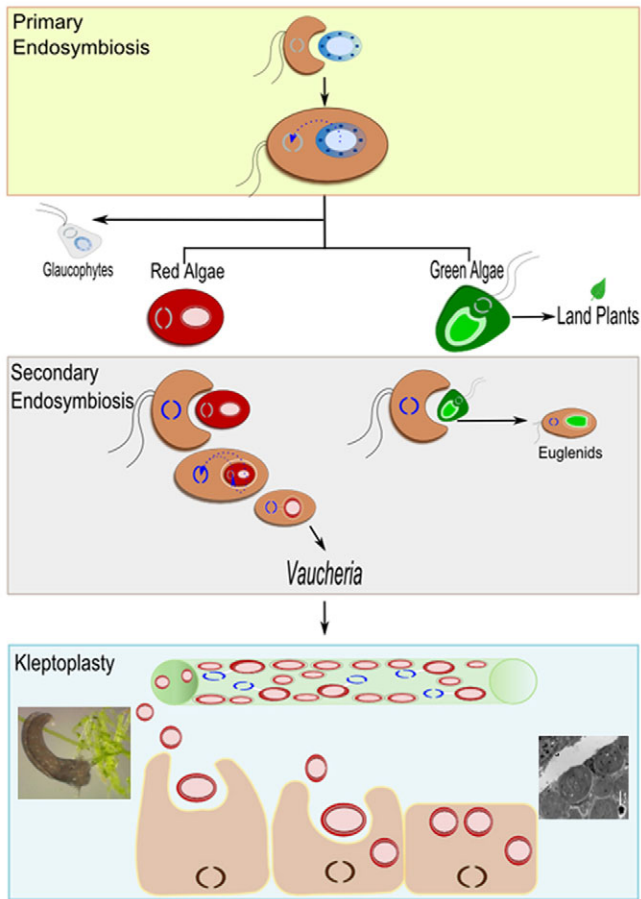 Primary
Endosymbiosis
Glaucophytes
Red Algae
Green Algae
Land Plants
Secondary
Endosymbiosis
Euglenids
Vaucheria
Kleptoplasty